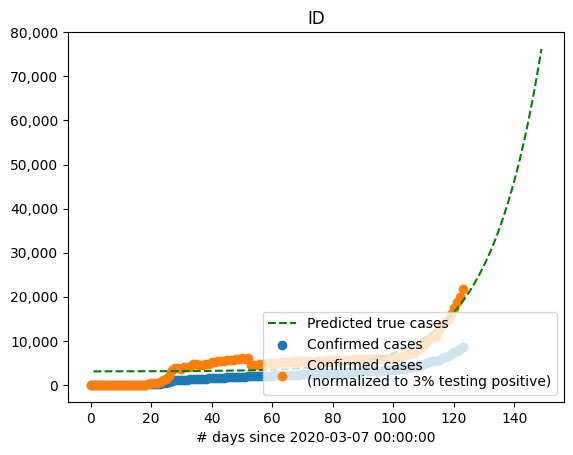 ID
80,000
70,000
60,000
50,000
40,000
30,000
20,000
10,000
0
Predicted true cases
Confirmed cases
Confirmed cases
(normalized to 3% testing positive)
0 20 40 60 80 100 120 140
# days since 2020-03-07 00:00:00